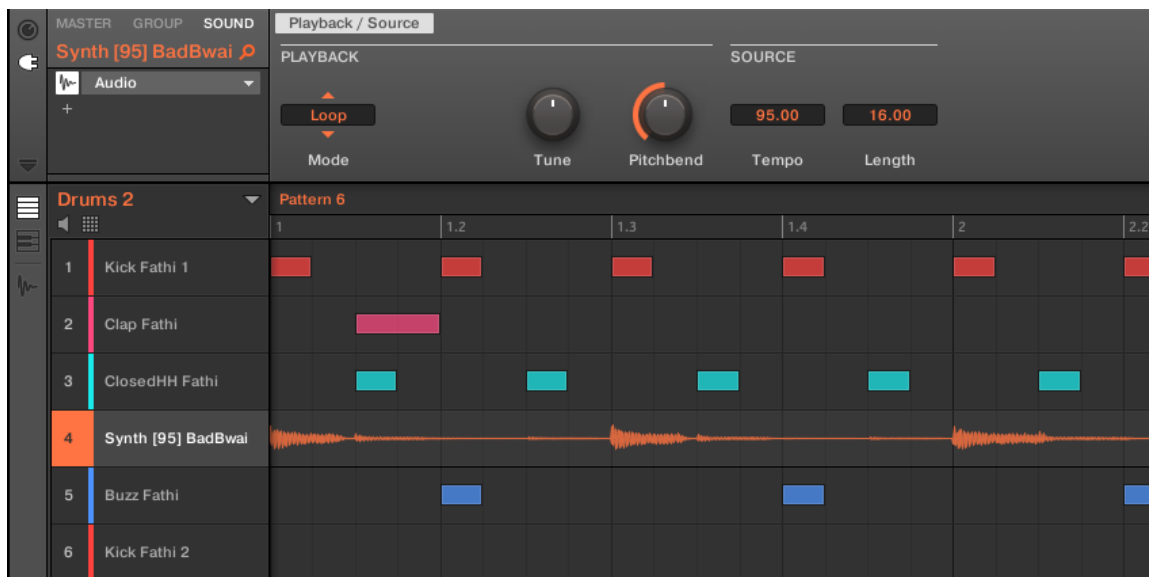 MASTER GROUP SOUND
Playback / Source
Synth [95] BadBwai
PLAYBACK
SOURCE
Audio
+
Loop
95.00
16.00
Mode
Tune
Pitchbend
Tempo
Length
Drums 2
Pattern 6
1 1.2 1.3 1.4 2 2.2
1 Kick Fathi 1
2 Clap Fathi
3 ClosedHH Fathi
4 Synth [95] BadBwai
5 Buzz Fathi
6 Kick Fathi 2